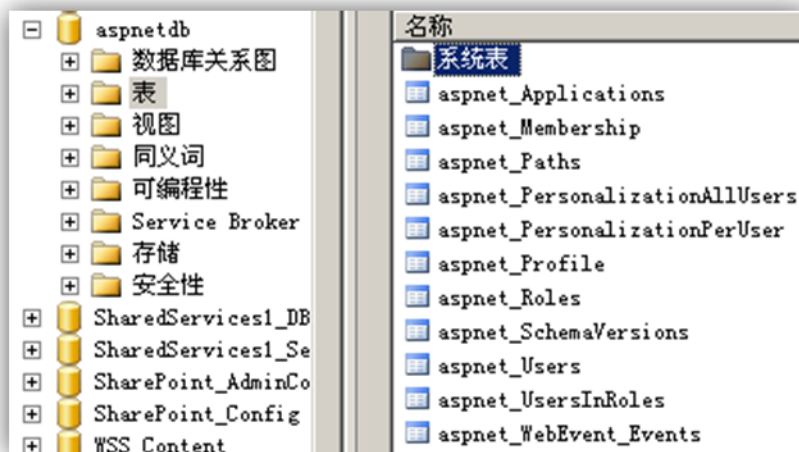 aspnetdb
数据库关系图
表
视图
同义词
可编程性
Service Broker
存储
安全性
SharedServices1_DB
SharedServices1_Se
SharePoint_AdminCo
SharePoint_Config
WSS_Content
名称
系统表
aspnet_Applications
aspnet_Membership
aspnet_Paths
aspnet_PersonalizationAllUsers
aspnet_PersonalizationPerUser
aspnet_Profile
aspnet_Roles
aspnet_SchemaVersions
aspnet_Users
aspnet_UsersInRoles
aspnet_WebEvent_Events